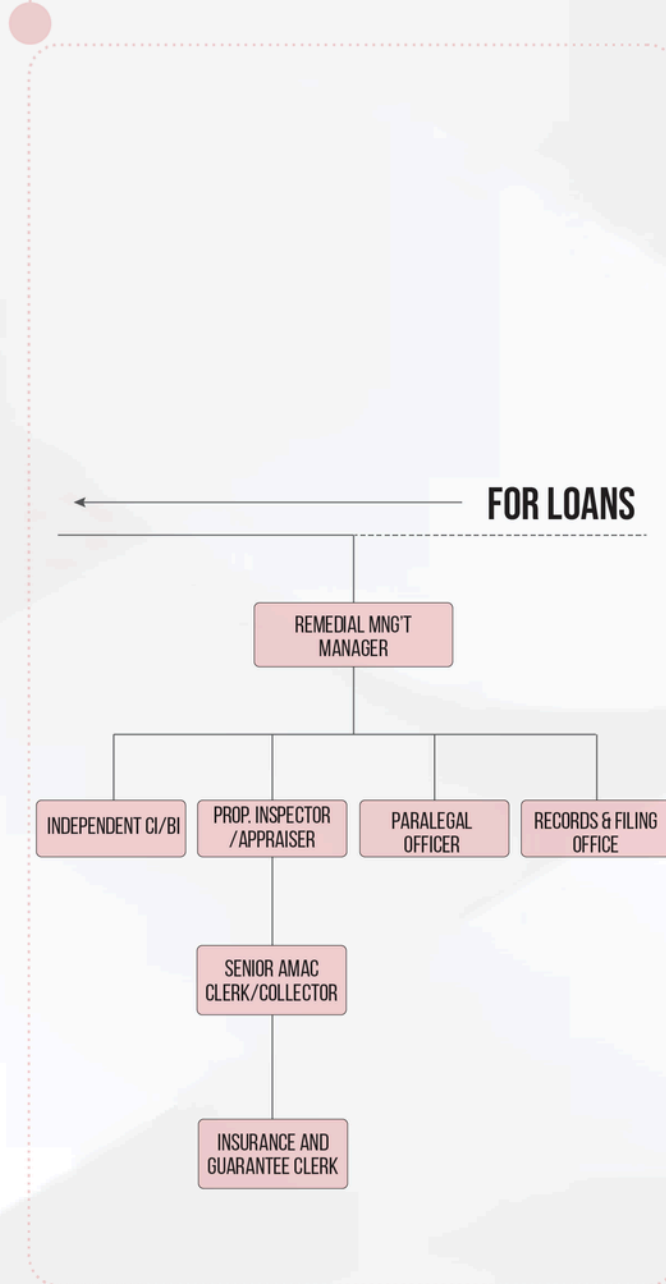 FOR LOANS
REMEDIAL MNG'T
MANAGER
INDEPENDENT CI/BI
PROP. INSPECTOR
/APPRAISER
PARALEGAL
OFFICER
RECORDS & FILING
OFFICE
SENIOR AMAC
CLERK/COLLECTOR
INSURANCE AND
GUARANTEE CLERK